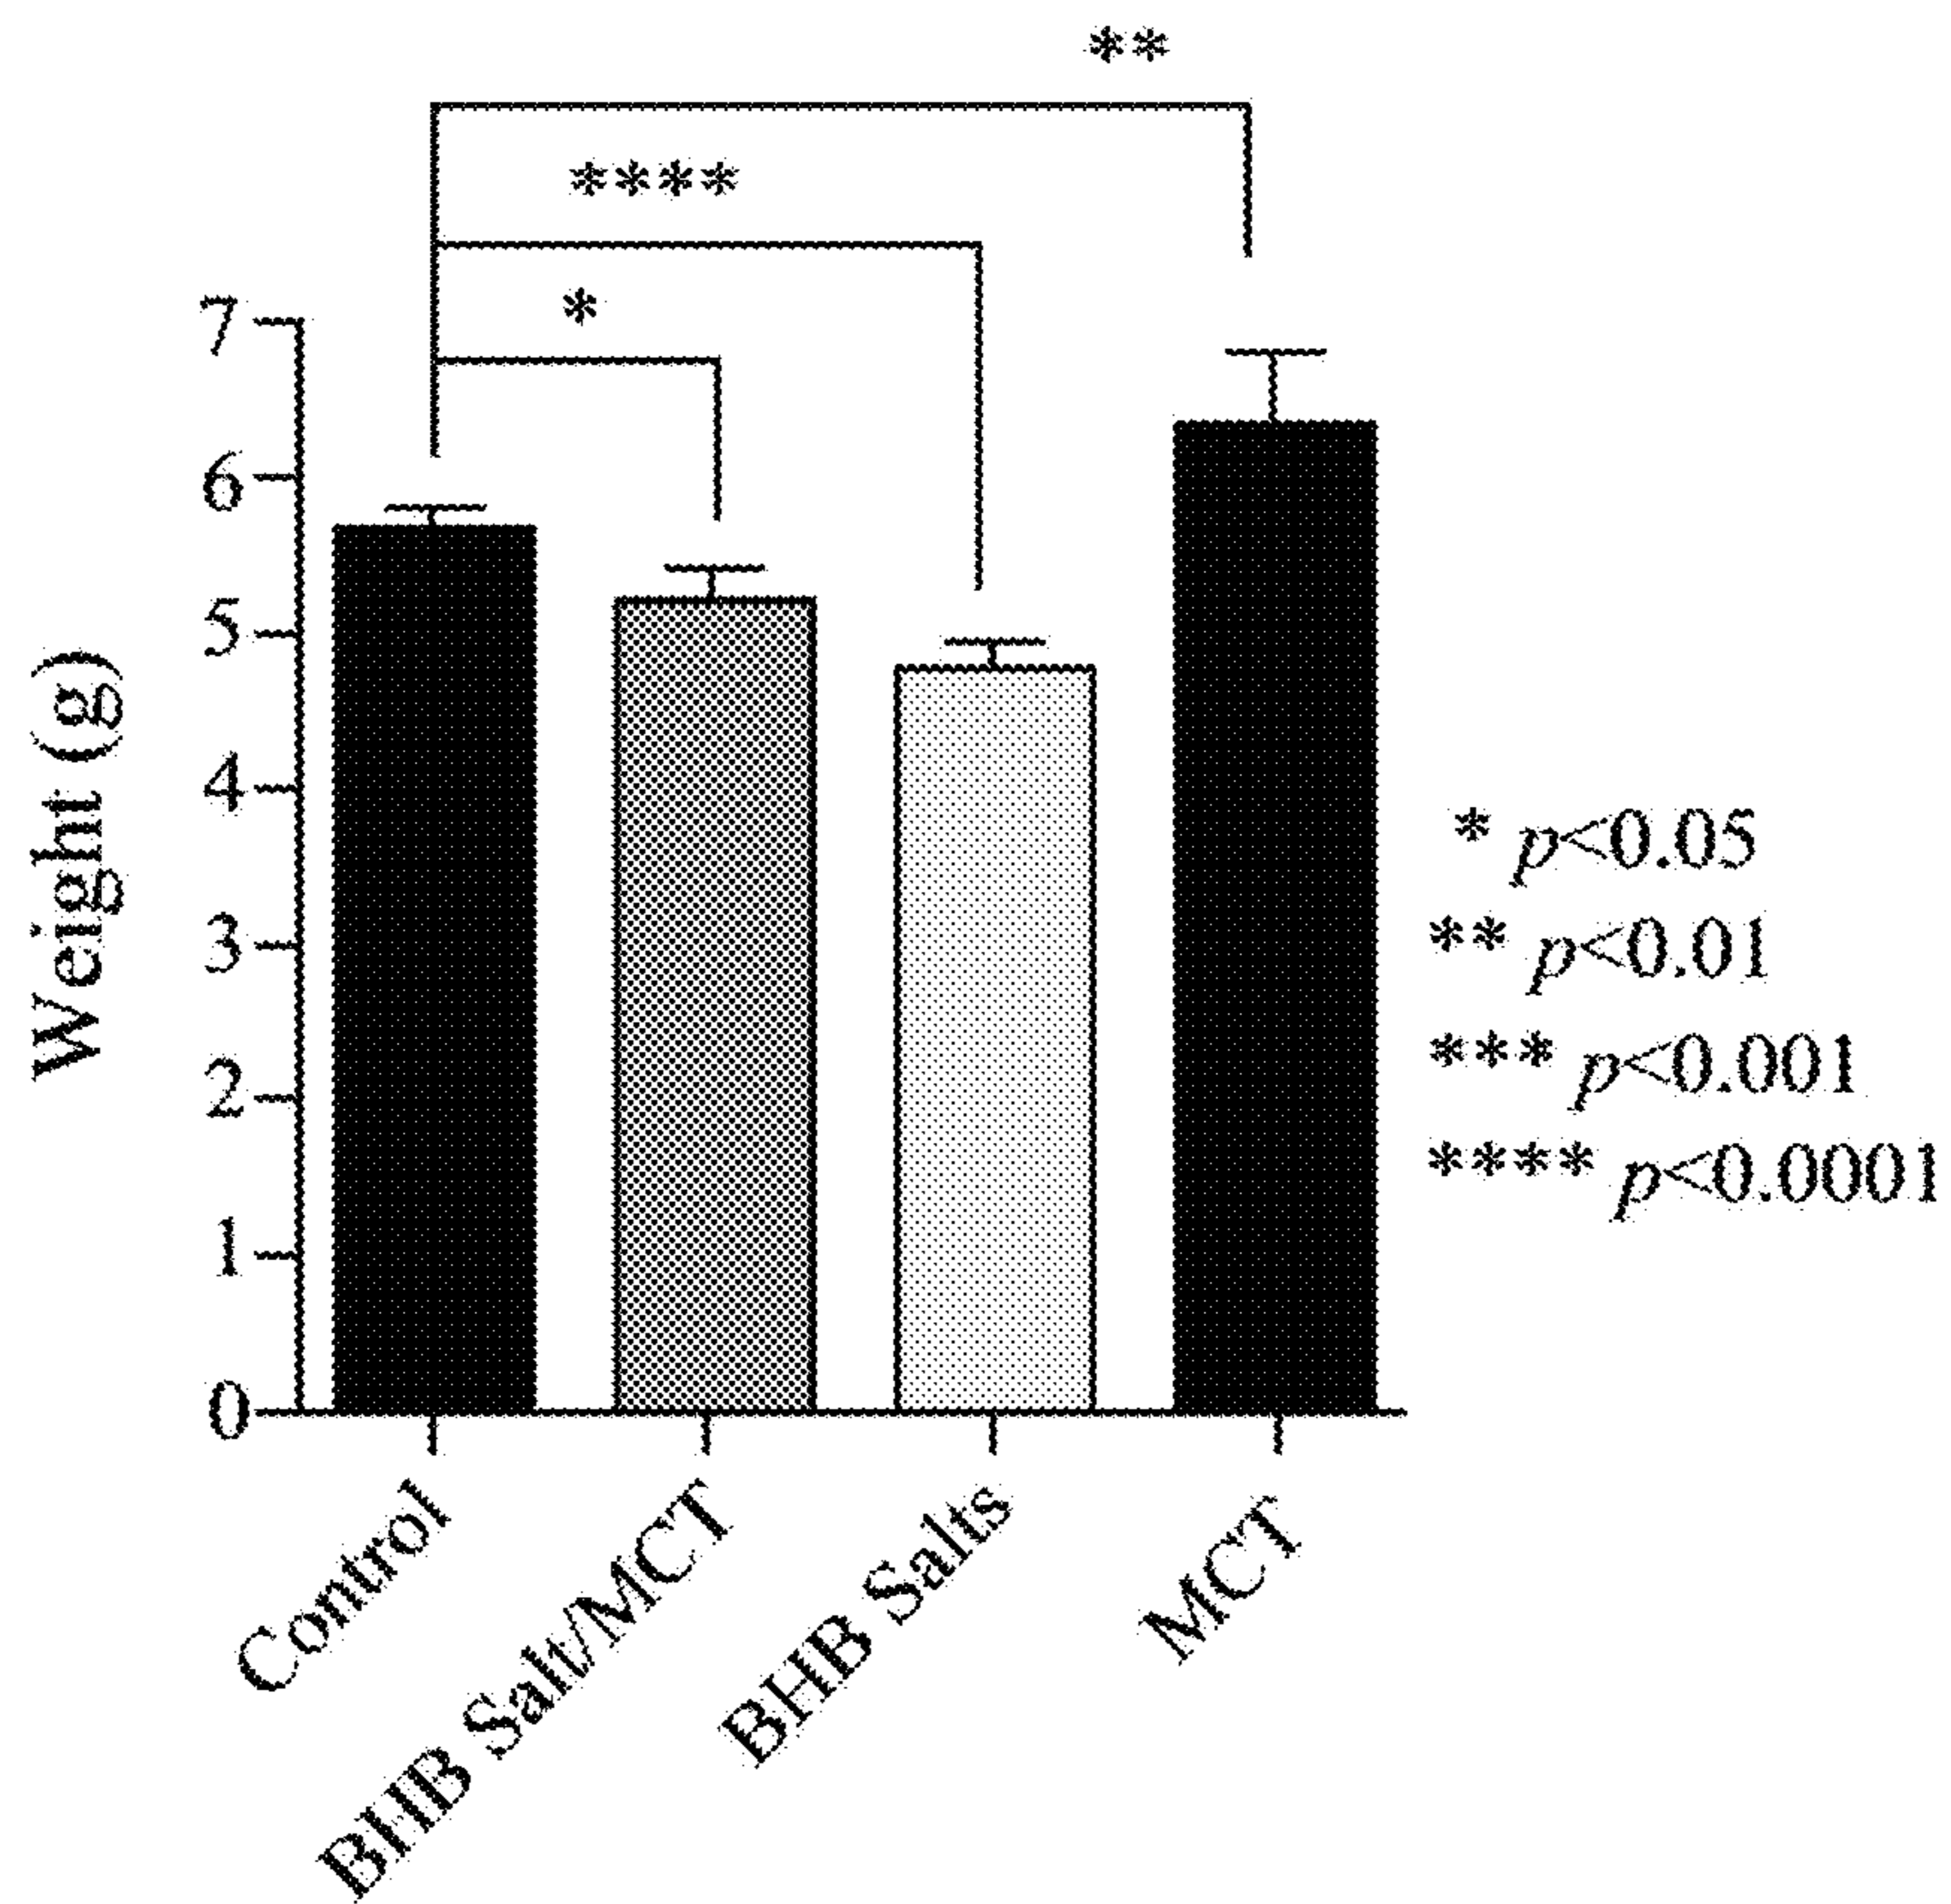 **
****
*
7
6
5
4
3
2
1
0
Weight (g)
* p<0.05
** p<0.01
*** p<0.001
**** p<0.0001
Control
BHB Salt/MCT
BHB Salts
MCT